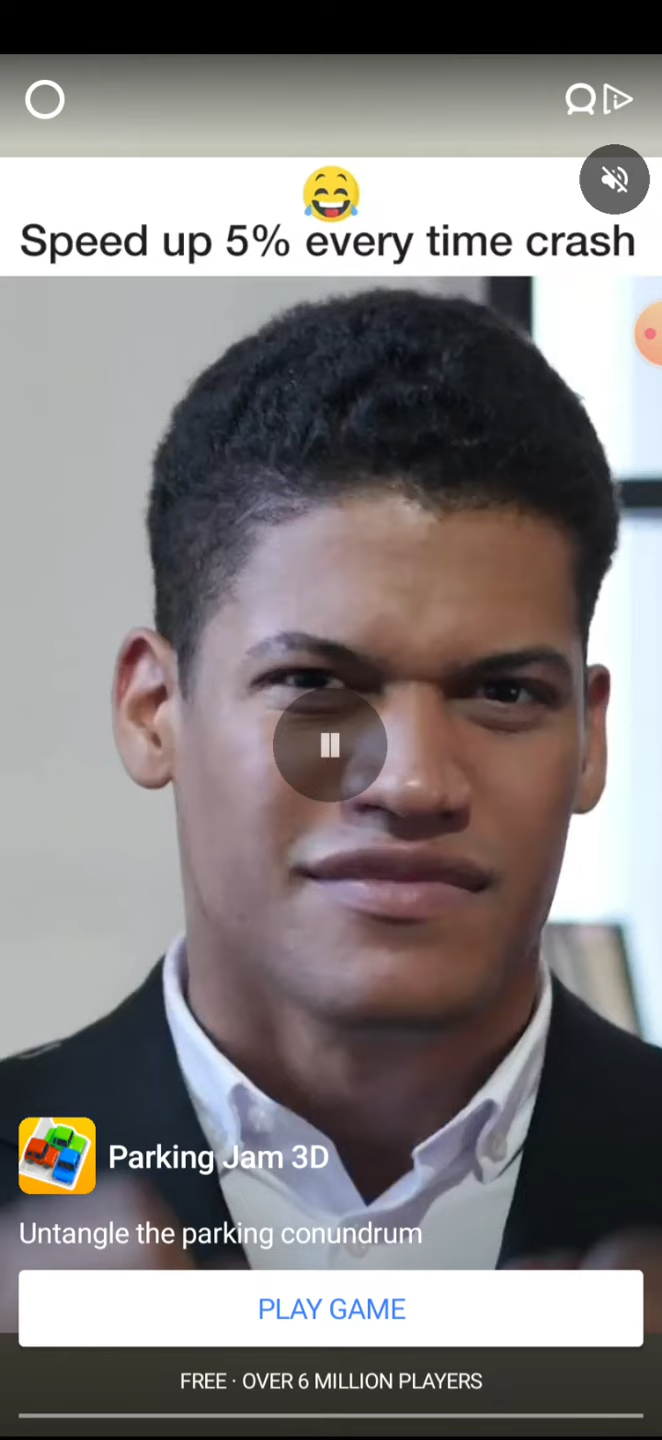 😂
Speed up 5% every time crash
Parking Jam 3D
Untangle the parking conundrum
PLAY GAME
FREE · OVER 6 MILLION PLAYERS